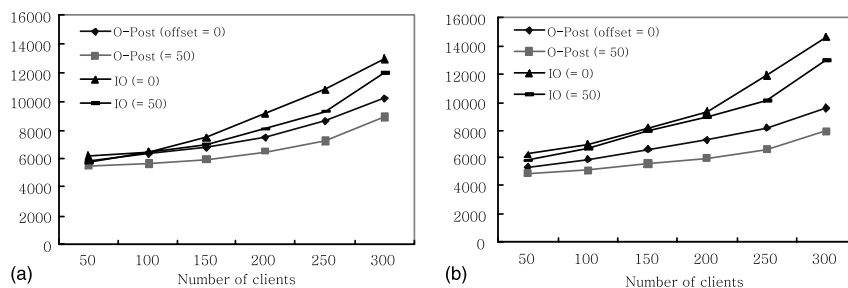 16000
14000
12000
10000
8000
6000
4000
2000
0
O-Post (offset = 0)
O-Post (= 50)
IO (= 0)
IO (= 50)
50 100 150 200 250 300
Number of clients
(a)
16000
14000
12000
10000
8000
6000
4000
2000
0
O-Post (offset = 0)
O-Post (= 50)
IO (= 0)
IO (= 50)
50 100 150 200 250 300
Number of clients
(b)